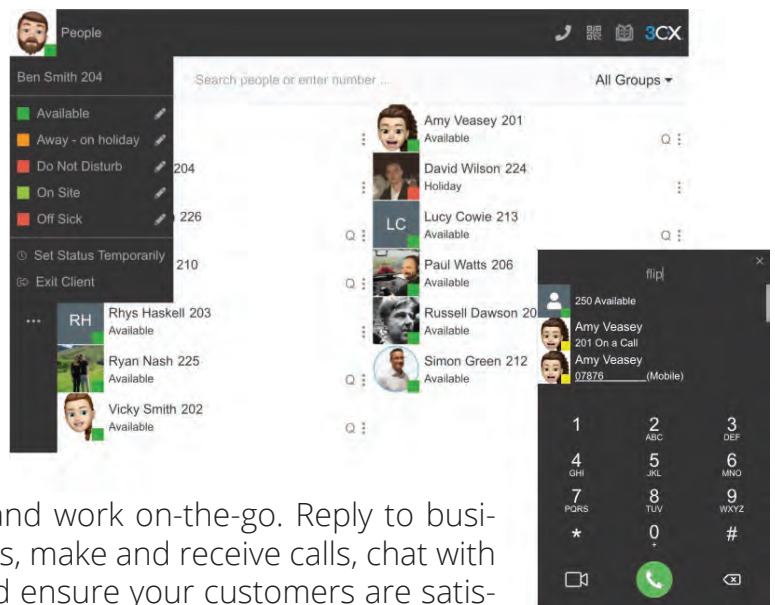 People
3CX
Ben Smith 204
Search people or enter number ...
All Groups
Available
Away - on holiday
Do Not Disturb
On Site
Off Sick
Set Status Temporarily
Exit Client
204
226
210
RH
Rhys Haskell 203
Available
Ryan Nash 225
Available
Vicky Smith 202
Available
Amy Veasey 201
Available
David Wilson 224
Holiday
LC
Lucy Cowie 213
Available
Paul Watts 206
Available
Russell Dawson 20
Available
Simon Green 212
Available
flip
250 Available
Amy Veasey
201 On a Call
Amy Veasey
07876 (Mobile)
1 2 3
ABC DEF
4 5 6
GHI JKL MNO
7 8 9
PQRS TUV WXYZ
* 0 #
+
and work on-the-go. Reply to busi-
s, make and receive calls, chat with
d ensure your customers are satis-